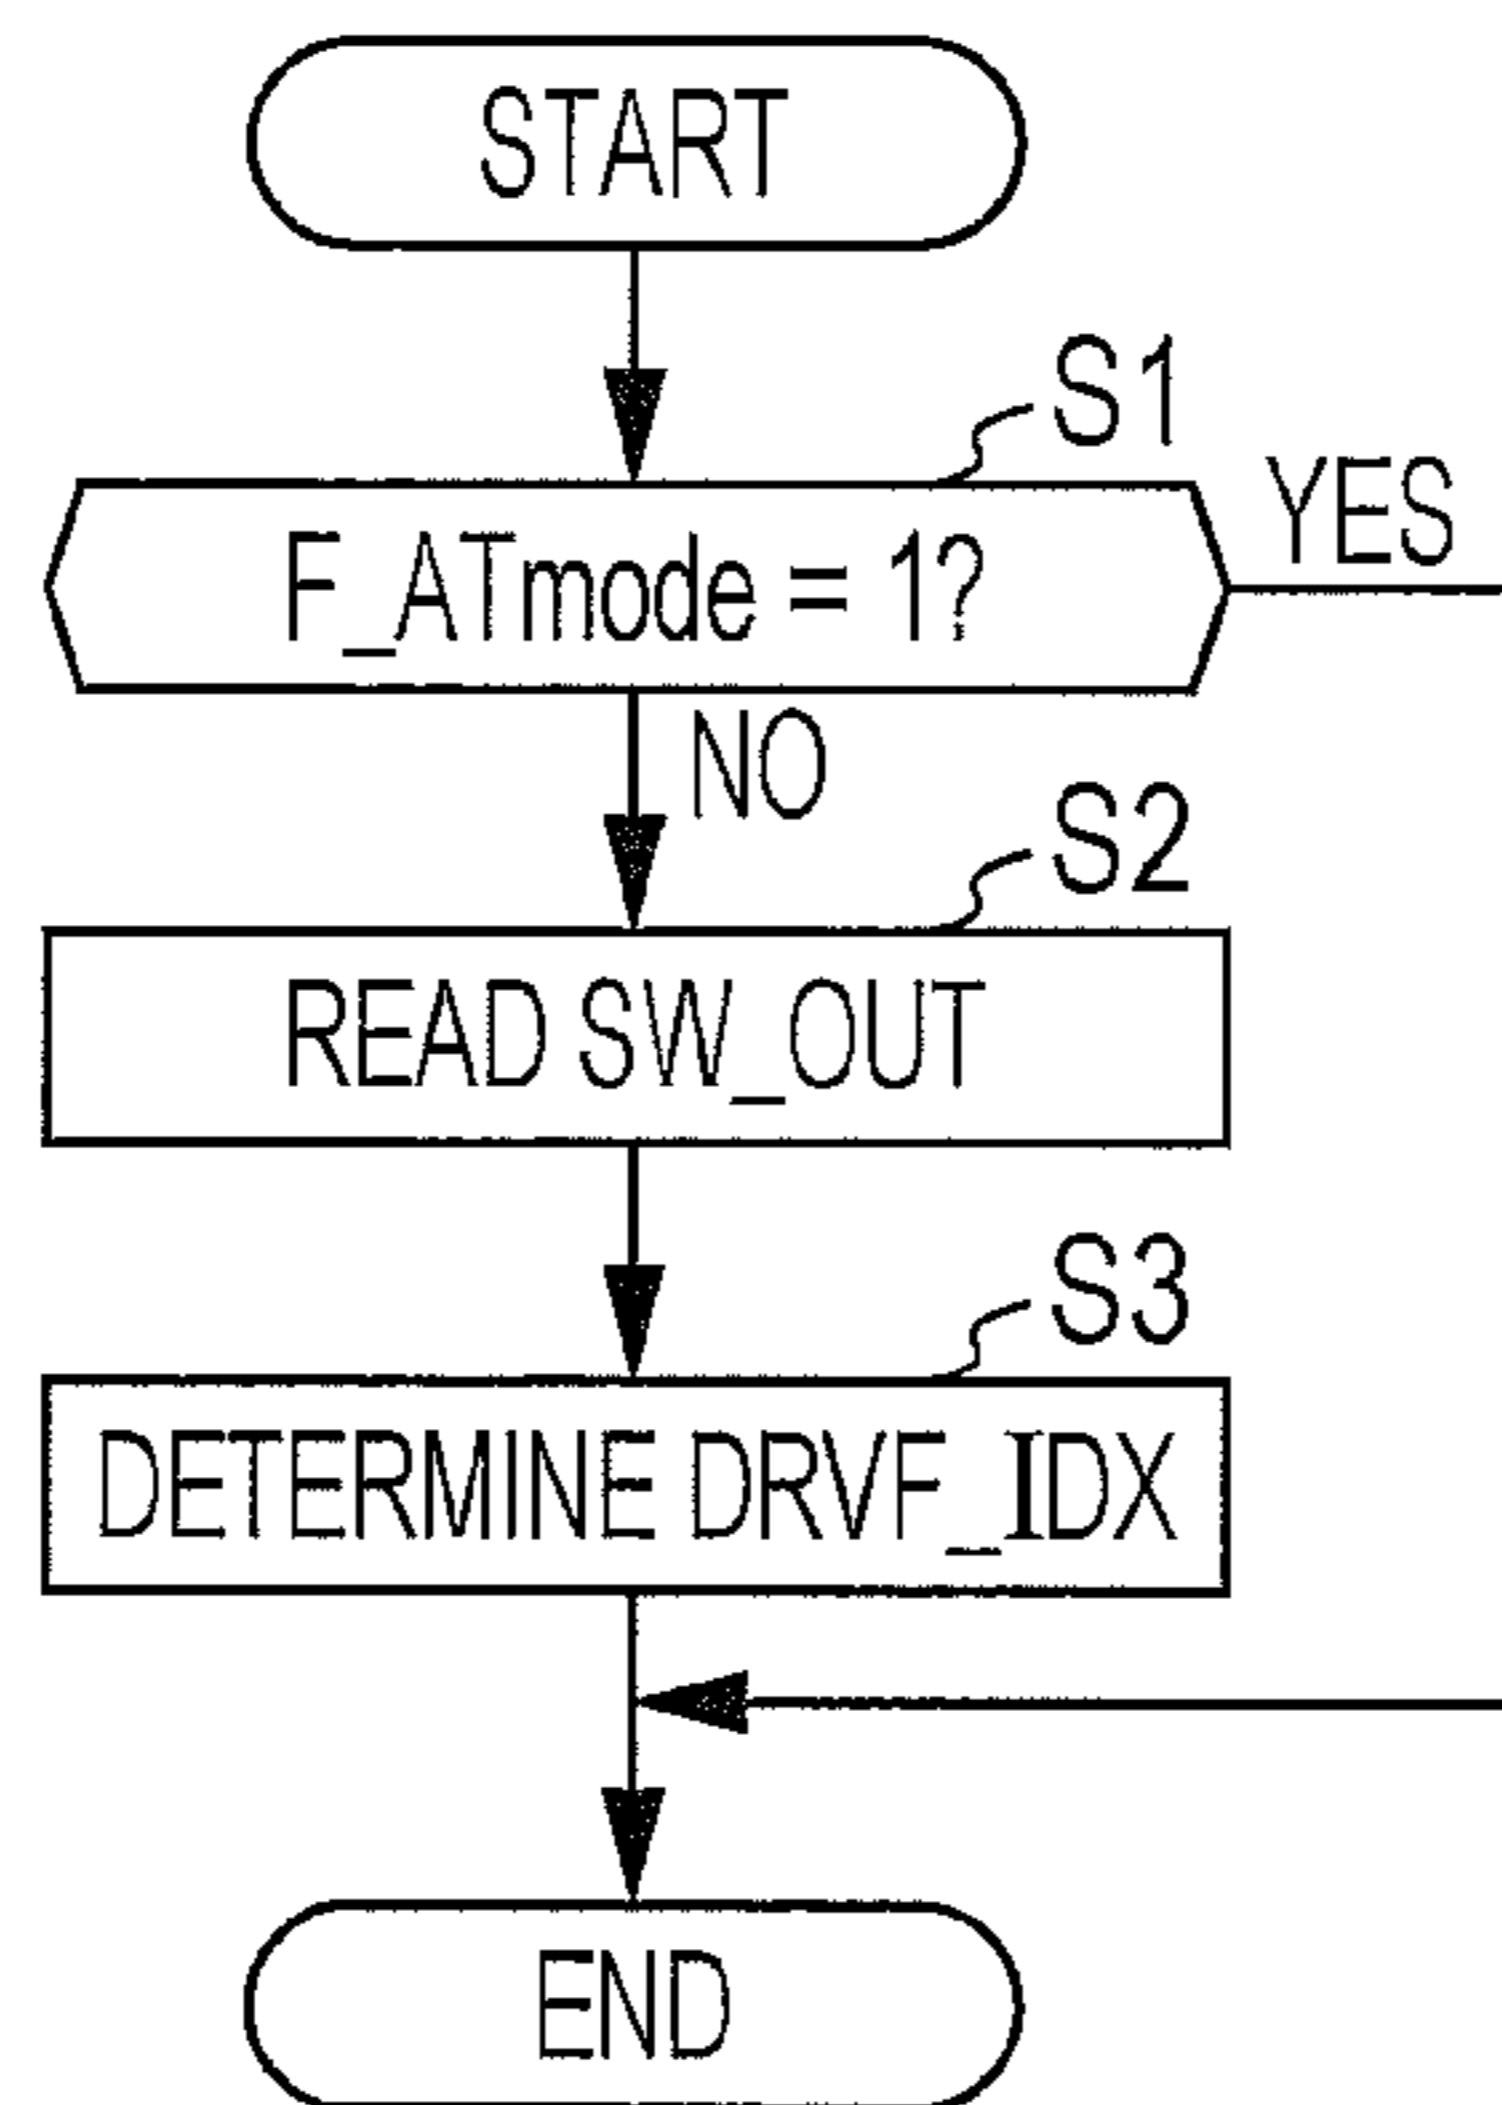 START
S1
YES
F_ATmode = 1?
NO
S2
READ SW_OUT
S3
DETERMINE DRVF_IDX
END